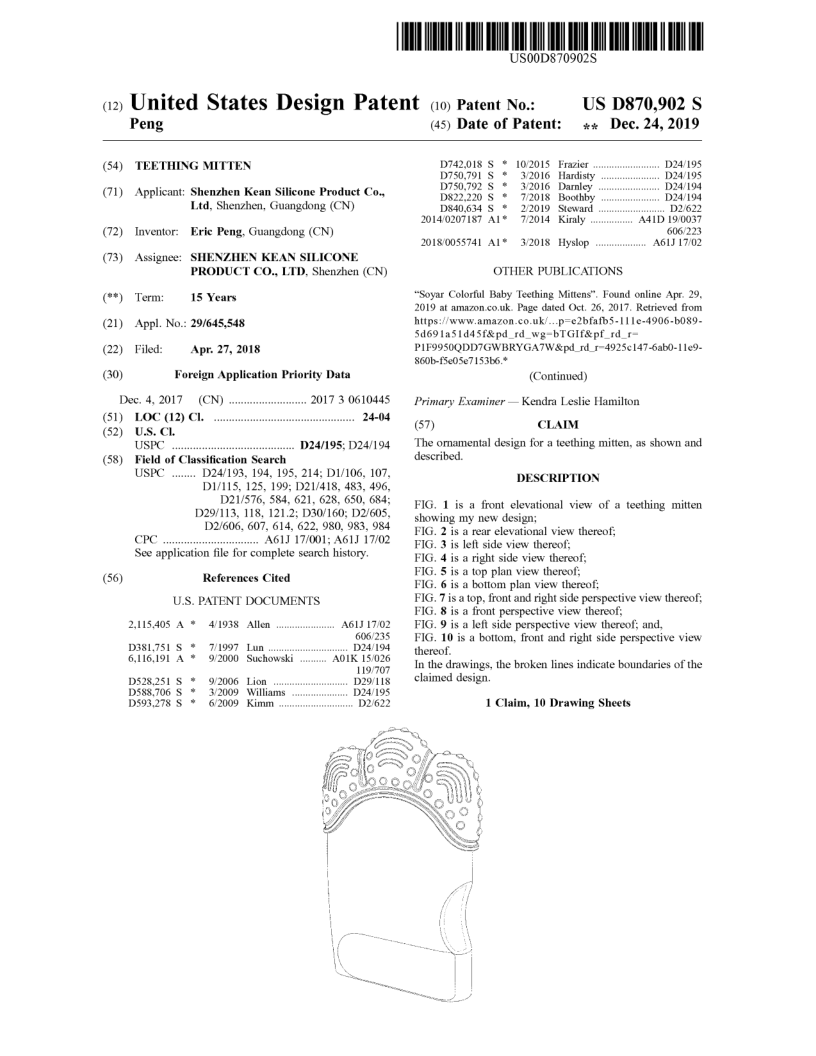 US00D870902S
(12) United States Design Patent
Peng
(10) Patent No.: US D870,902 S
(45) Date of Patent: ** Dec. 24, 2019
(54) TEETHING MITTEN
(71) Applicant: Shenzhen Kean Silicone Product Co.,
Ltd, Shenzhen, Guangdong (CN)
(72) Inventor: Eric Peng, Guangdong (CN)
(73) Assignee: SHENZHEN KEAN SILICONE
PRODUCT CO., LTD, Shenzhen (CN)
(**) Term: 15 Years
(21) Appl. No.: 29/645,548
(22) Filed: Apr. 27, 2018
(30) Foreign Application Priority Data
Dec. 4, 2017 (CN) .......................... 2017 3 0610445
(51) LOC (12) Cl. ............................................... 24-04
(52) U.S. Cl.
USPC ......................................... D24/195; D24/194
(58) Field of Classification Search
USPC ........ D24/193, 194, 195, 214; D1/106, 107,
D1/115, 125, 199; D21/418, 483, 496,
D21/576, 584, 621, 628, 650, 684;
D29/113, 118, 121.2; D30/160; D2/605,
D2/606, 607, 614, 622, 980, 983, 984
CPC ................................ A61J 17/001; A61J 17/02
See application file for complete search history.
(56) References Cited
U.S. PATENT DOCUMENTS
2,115,405 A * 4/1938 Allen ...................... A61J 17/02
606/235
D381,751 S * 7/1997 Lun .............................. D24/194
6,116,191 A * 9/2000 Suchowski .......... A01K 15/026
119/707
D528,251 S * 9/2006 Lion ............................ D29/118
D588,706 S * 3/2009 Williams ..................... D24/195
D593,278 S * 6/2009 Kimm ............................ D2/622
D742,018 S * 10/2015 Frazier ......................... D24/195
D750,791 S * 3/2016 Hardisty ...................... D24/195
D750,792 S * 3/2016 Darnley ....................... D24/194
D822,220 S * 7/2018 Boothby ...................... D24/194
D840,634 S * 2/2019 Steward ......................... D2/622
2014/0207187 A1* 7/2014 Kiraly ................ A41D 19/0037
606/223
2018/0055741 A1* 3/2018 Hyslop ................... A61J 17/02
OTHER PUBLICATIONS
“Soyar Colorful Baby Teething Mittens”. Found online Apr. 29,
2019 at amazon.co.uk. Page dated Oct. 26, 2017. Retrieved from
https://www.amazon.co.uk/...p=e2bfafb5-111e-4906-b089-
5d691a51d45f&pd_rd_wg=bTGIf&pf_rd_r=
P1F9950QDD7GWBRYGA7W&pd_rd_r=4925c147-6ab0-11e9-
860b-f5e05e7153b6.*
(Continued)
Primary Examiner — Kendra Leslie Hamilton
(57) CLAIM
The ornamental design for a teething mitten, as shown and
described.
DESCRIPTION
FIG. 1 is a front elevational view of a teething mitten
showing my new design;
FIG. 2 is a rear elevational view thereof;
FIG. 3 is left side view thereof;
FIG. 4 is a right side view thereof;
FIG. 5 is a top plan view thereof;
FIG. 6 is a bottom plan view thereof;
FIG. 7 is a top, front and right side perspective view thereof;
FIG. 8 is a front perspective view thereof;
FIG. 9 is a left side perspective view thereof; and,
FIG. 10 is a bottom, front and right side perspective view
thereof.
In the drawings, the broken lines indicate boundaries of the
claimed design.
1 Claim, 10 Drawing Sheets